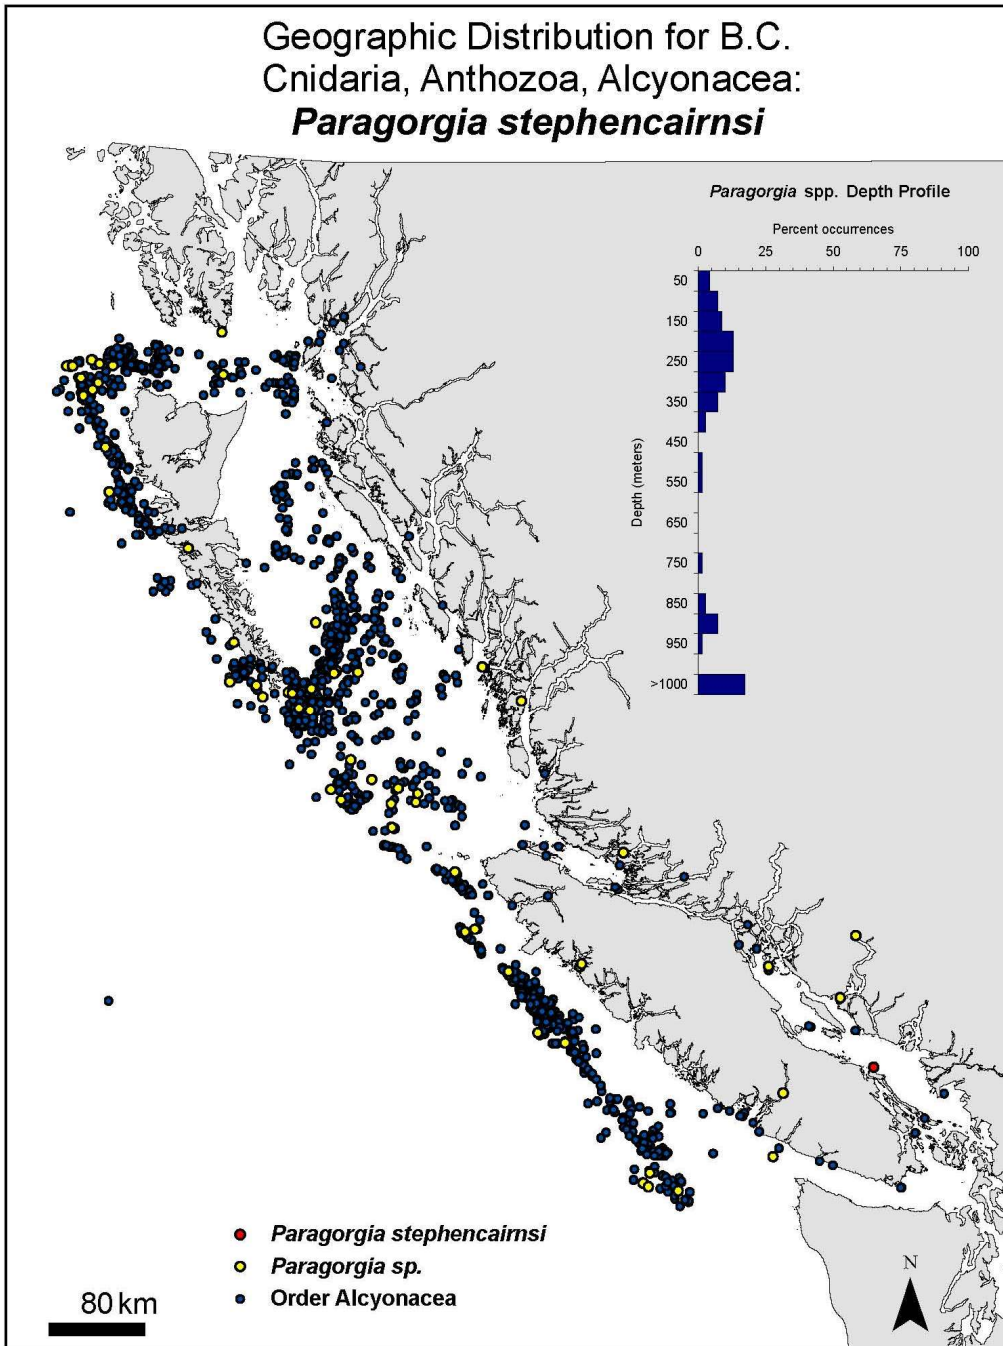 Geographic Distribution for B.C.
Cnidaria, Anthozoa, Alcyonacea:
Paragorgia stephencairnsi
Paragorgia spp. Depth Profile
Percent occurrences
0 25 50 75 100
Depth (meters)
50
150
250
350
450
550
650
750
850
950
>1000
Paragorgia stephencairnsi
Paragorgia sp.
Order Alcyonacea
80 km
N